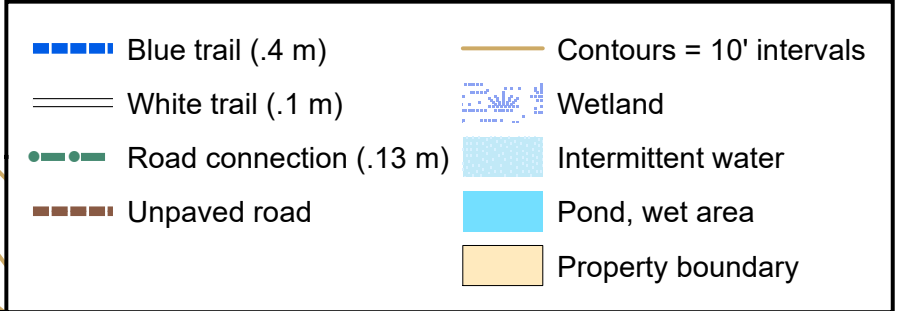 Blue trail (.4 m)
White trail (.1 m)
Road connection (.13 m)
Unpaved road
Contours = 10' intervals
Wetland
Intermittent water
Pond, wet area
Property boundary